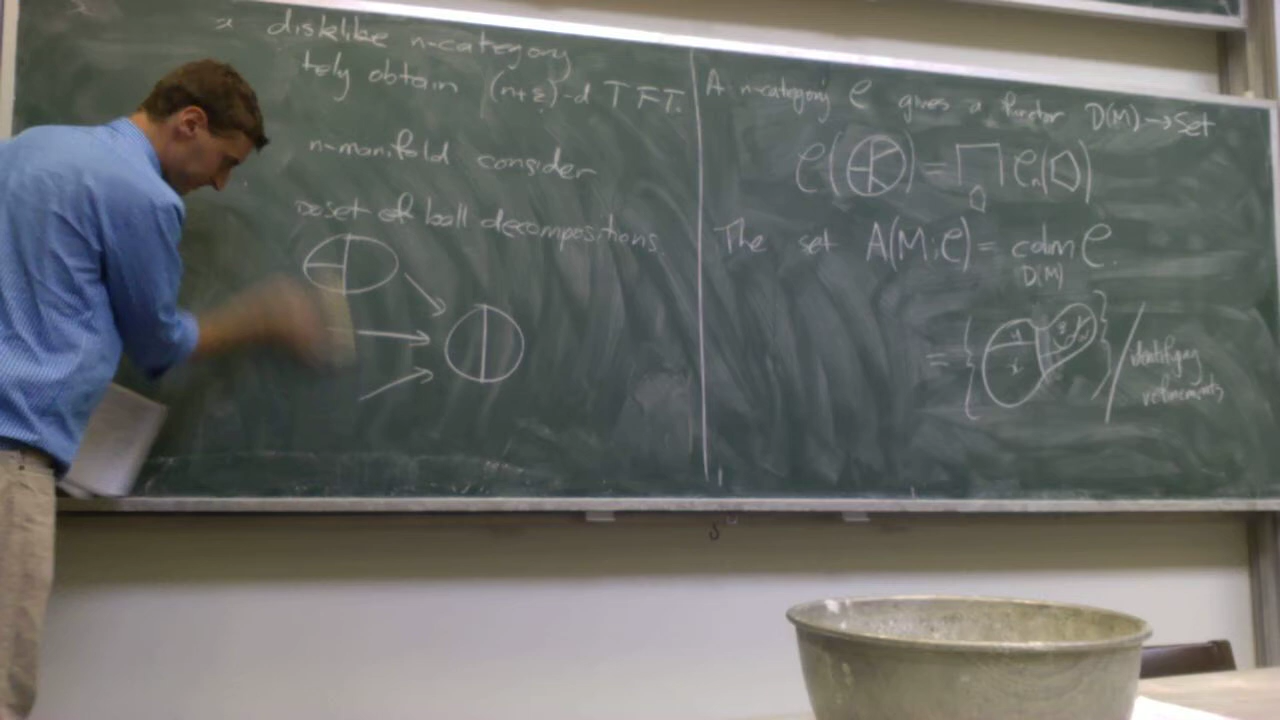 disklike n-category
tely obtain (n+ε)-d TFT.
n-manifold consider
poset of ball decompositions.
A n-category C gives a functor D(M) → Set
C( ) = ∏ Cₙ( )
The set A(M; C) = colim C.
D(M)
= { y x } / identifying
refinements